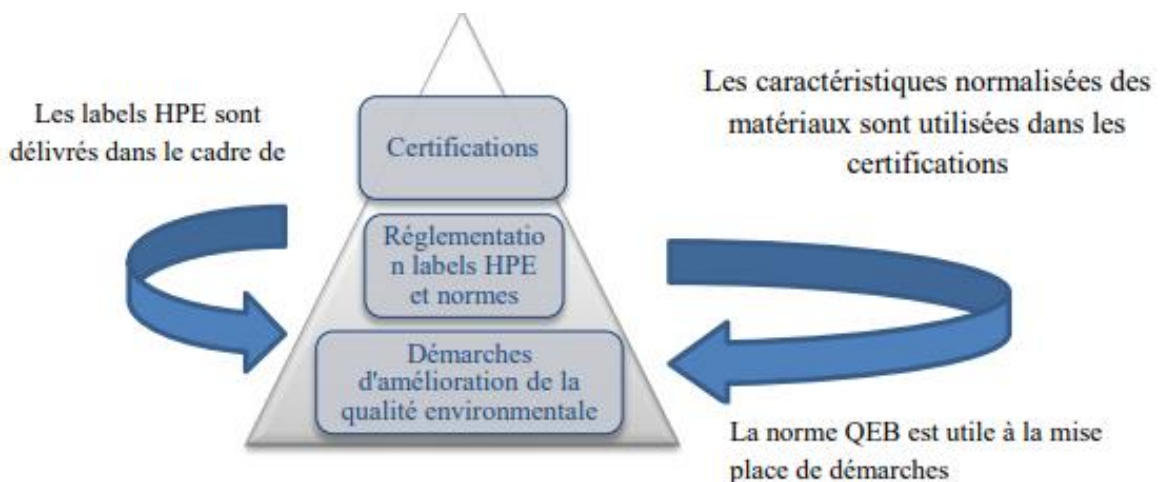 Les labels HPE sont
délivrés dans le cadre de
Certifications
Réglementatio
n labels HPE
et normes
Démarches
d'amélioration de la
qualité environnementale
Les caractéristiques normalisées des
matériaux sont utilisées dans les
certifications
La norme QEB est utile à la mise
place de démarches